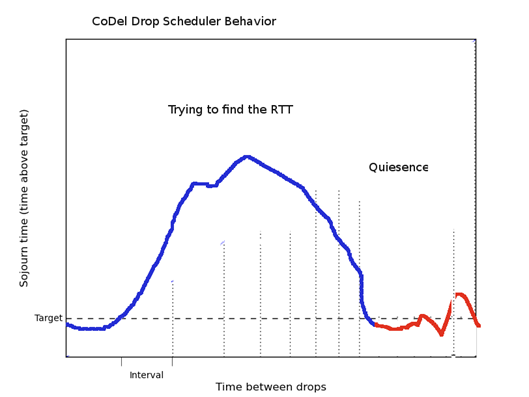 CoDel Drop Scheduler Behavior
Trying to find the RTT
Quiesence
Sojourn time (time above target)
Target
Interval
Time between drops